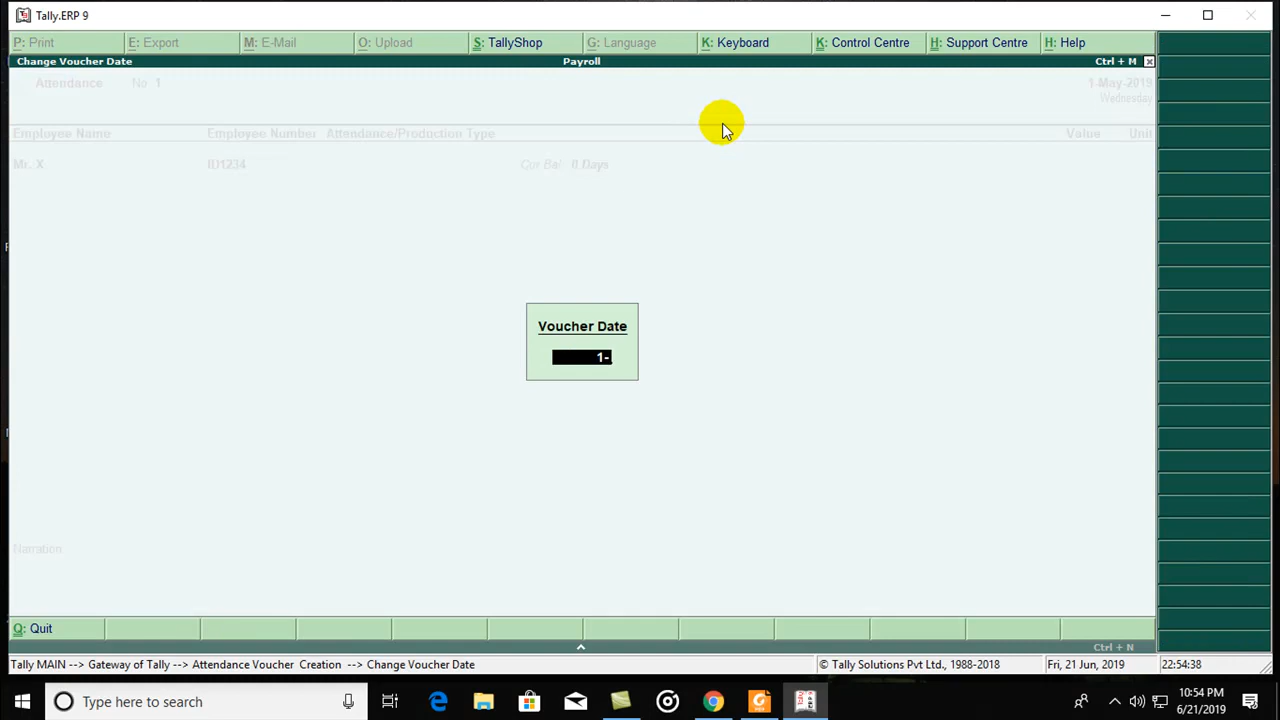 Tally.ERP 9
P: Print E: Export M: E-Mail O: Upload S: TallyShop G: Language K: Keyboard K: Control Centre H: Support Centre H: Help
Change Voucher Date Payroll Ctrl + M
Attendance No 1 1-May-2019
Wednesday
Employee Name Employee Number Attendance/Production Type Value Unit
Mr. X ID1234 Cur Bal: 0 Days
Voucher Date
1-
Narration:
Q: Quit
Ctrl + N
Tally MAIN --> Gateway of Tally --> Attendance Voucher Creation --> Change Voucher Date © Tally Solutions Pvt Ltd., 1988-2018 Fri, 21 Jun, 2019 22:54:38
Type here to search 10:54 PM
6/21/2019